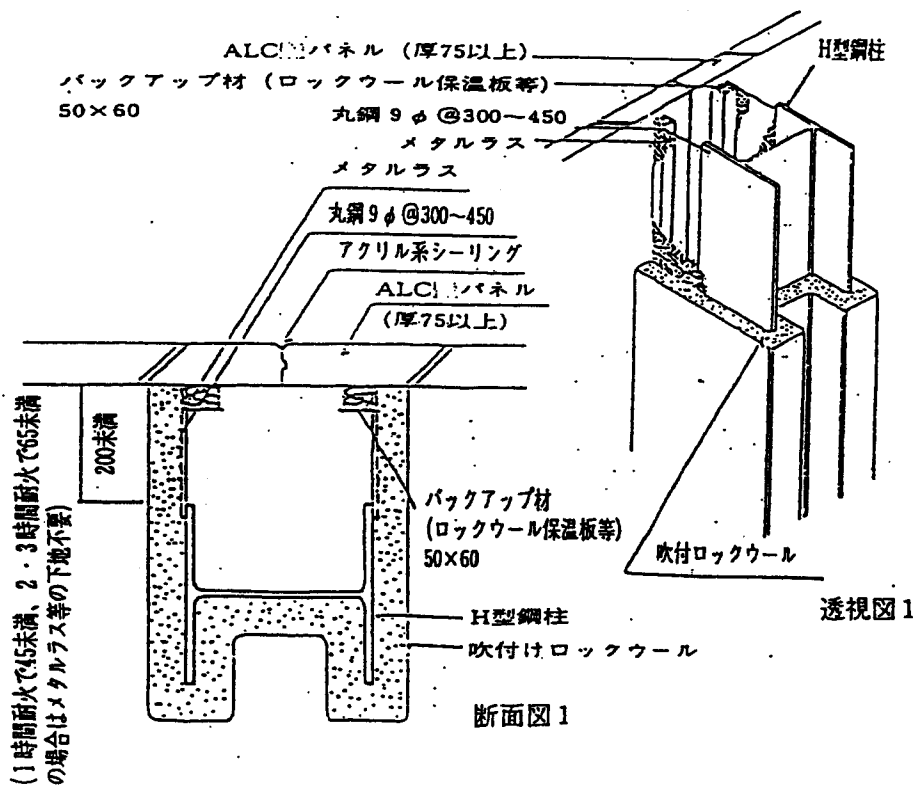 ALC パネル (厚75以上)
バックアップ材 (ロックウール保温板等)
50×60
丸鋼 9 φ @300〜450
メタルラス
H型鋼柱
メタルラス
丸鋼9φ@300〜450
アクリル系シーリング
ALC パネル
(厚75以上)
200未満
(1時間耐火で45未満、2・3時間耐火で65未満
の場合はメタルラス等の下地不要)
バックアップ材
(ロックウール保温板等)
50×60
H型鋼柱
吹付けロックウール
断面図1
吹付ロックウール
透視図1